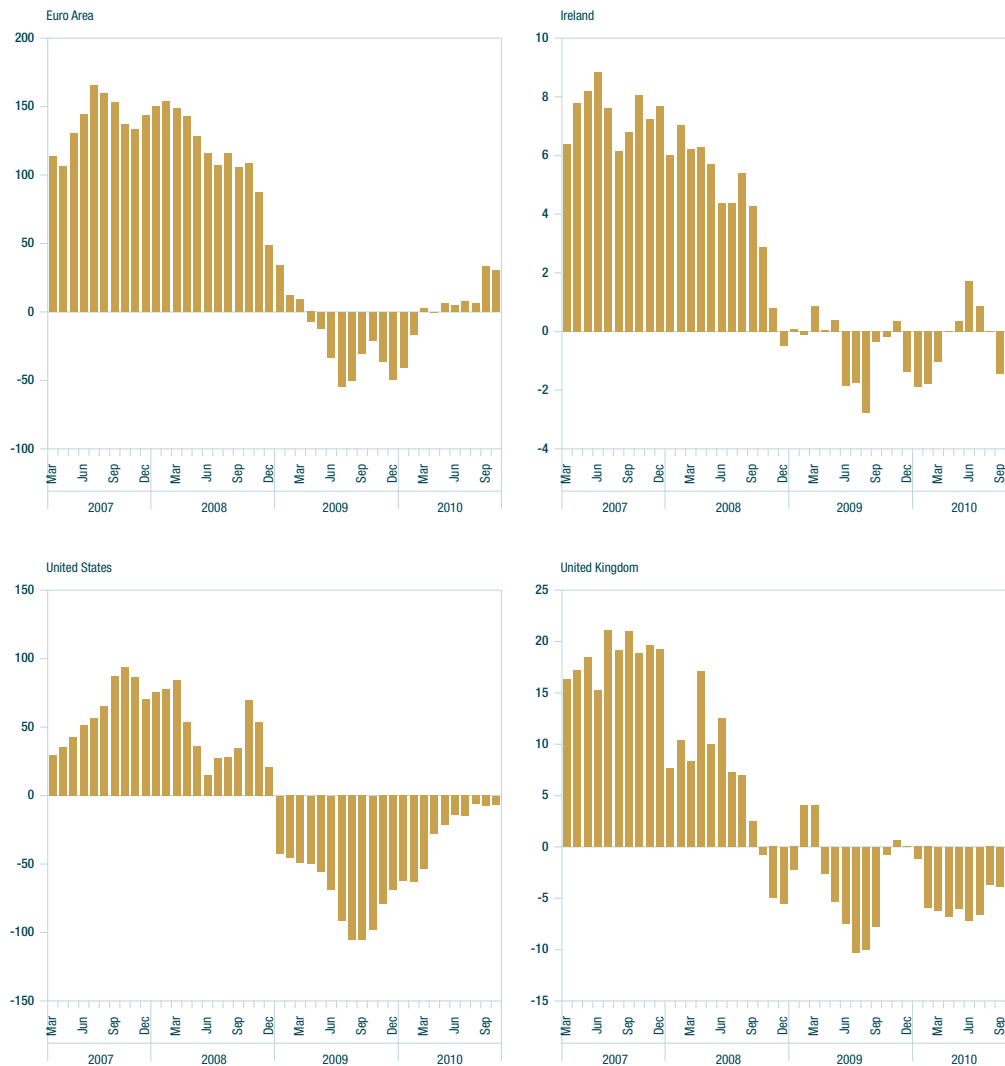 Euro Area
200
150
100
50
0
-50
-100
Mar Jun Sep Dec Mar Jun Sep Dec Mar Jun Sep Dec Mar Jun Sep
2007 2008 2009 2010
Ireland
10
8
6
4
2
0
-2
-4
Mar Jun Sep Dec Mar Jun Sep Dec Mar Jun Sep Dec Mar Jun Sep
2007 2008 2009 2010
United States
150
100
50
0
-50
-100
-150
Mar Jun Sep Dec Mar Jun Sep Dec Mar Jun Sep Dec Mar Jun Sep
2007 2008 2009 2010
United Kingdom
25
20
15
10
5
0
-5
-10
-15
Mar Jun Sep Dec Mar Jun Sep Dec Mar Jun Sep Dec Mar Jun Sep
2007 2008 2009 2010